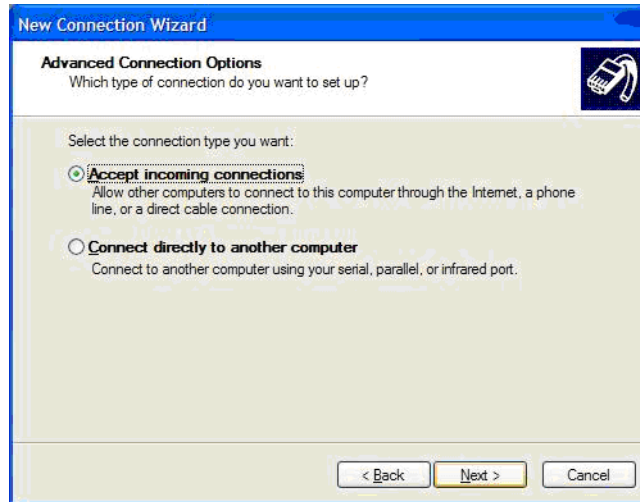 New Connection Wizard
Advanced Connection Options
Which type of connection do you want to set up?
Select the connection type you want:
Accept incoming connections
Allow other computers to connect to this computer through the Internet, a phone
line, or a direct cable connection.
Connect directly to another computer
Connect to another computer using your serial, parallel, or infrared port.
< Back
Next >
Cancel